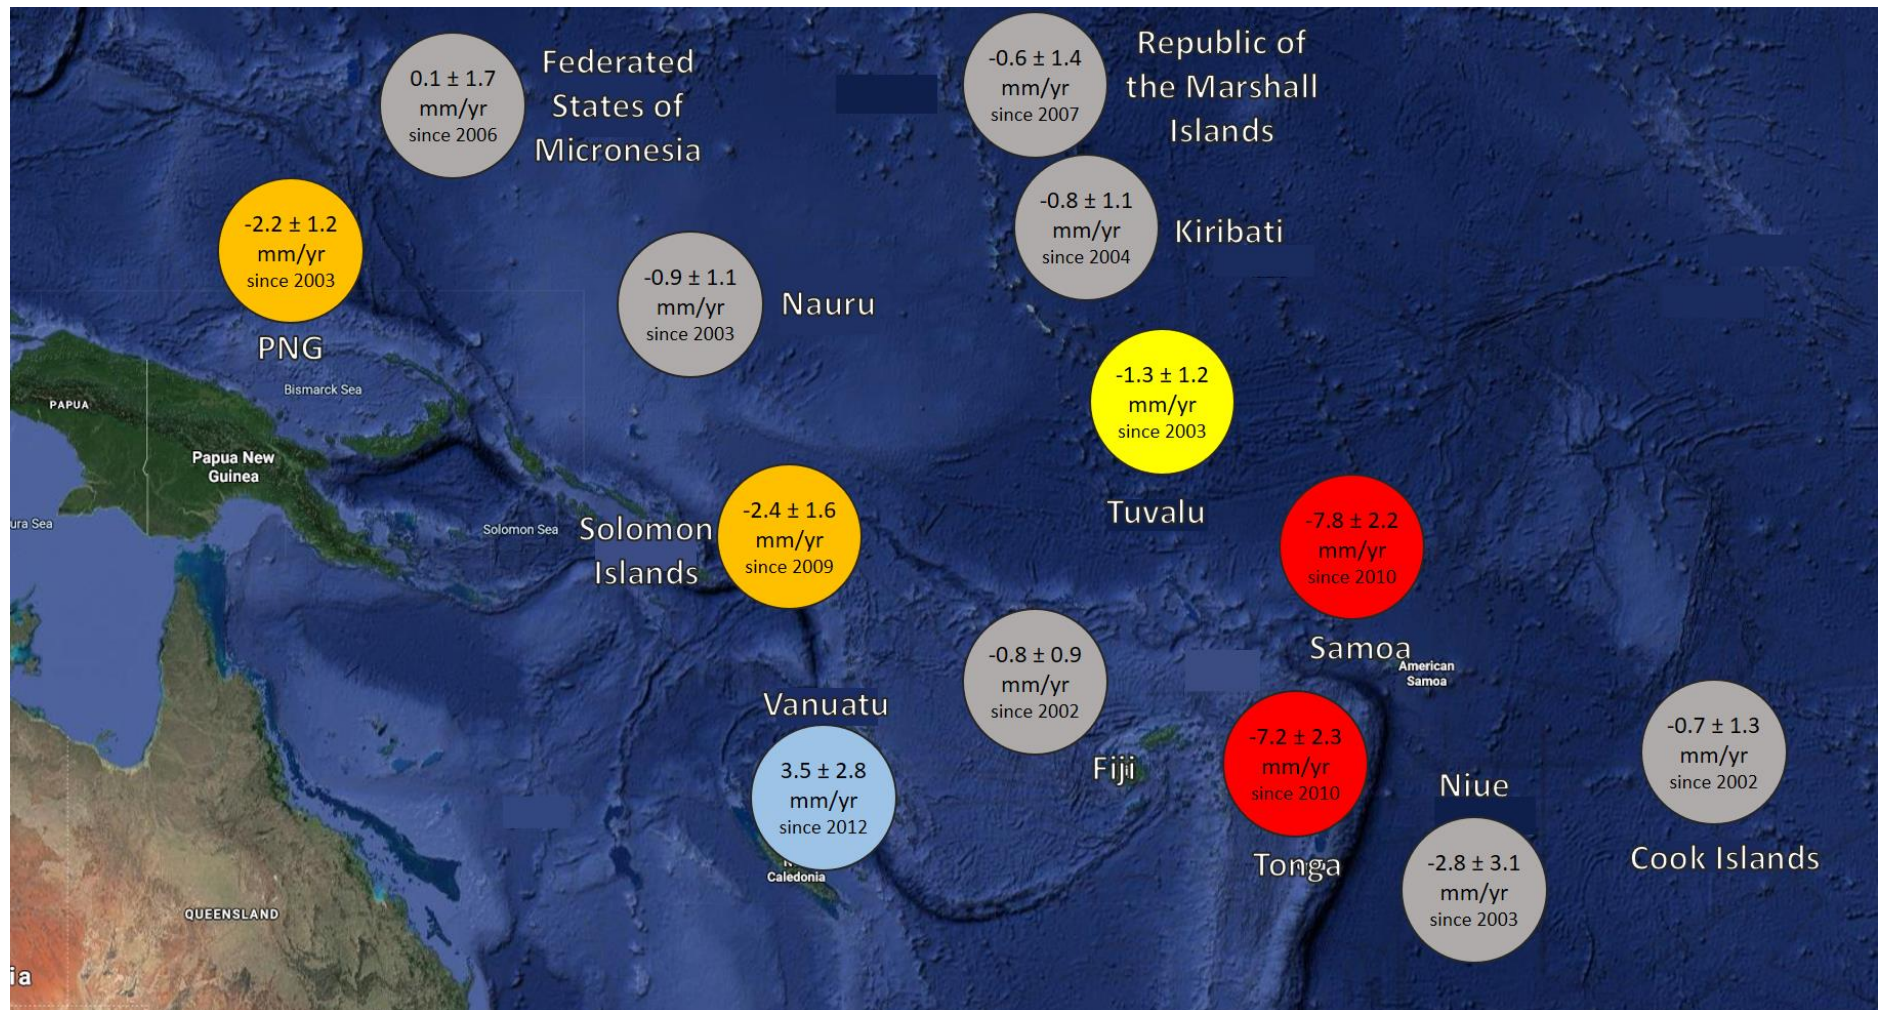 0.1 ± 1.7
mm/yr
since 2006
Federated
States of
Micronesia
-0.6 ± 1.4
mm/yr
since 2007
Republic of
the Marshall
Islands
-2.2 ± 1.2
mm/yr
since 2003
PNG
-0.9 ± 1.1
mm/yr
since 2003
Nauru
-0.8 ± 1.1
mm/yr
since 2004
Kiribati
-1.3 ± 1.2
mm/yr
since 2003
Tuvalu
Bismarck Sea
PAPUA
Papua New
Guinea
ura Sea
Solomon Sea
Solomon
Islands
-2.4 ± 1.6
mm/yr
since 2009
-7.8 ± 2.2
mm/yr
since 2010
Samoa
American
Samoa
-0.8 ± 0.9
mm/yr
since 2002
Fiji
Vanuatu
3.5 ± 2.8
mm/yr
since 2012
Caledonia
-7.2 ± 2.3
mm/yr
since 2010
Tonga
Niue
-2.8 ± 3.1
mm/yr
since 2003
-0.7 ± 1.3
mm/yr
since 2002
Cook Islands
QUEENSLAND
ia